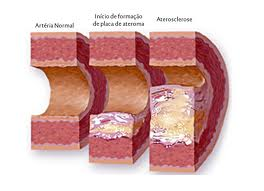 Artéria Normal
Início de formação
de placa de ateroma
Aterosclerose